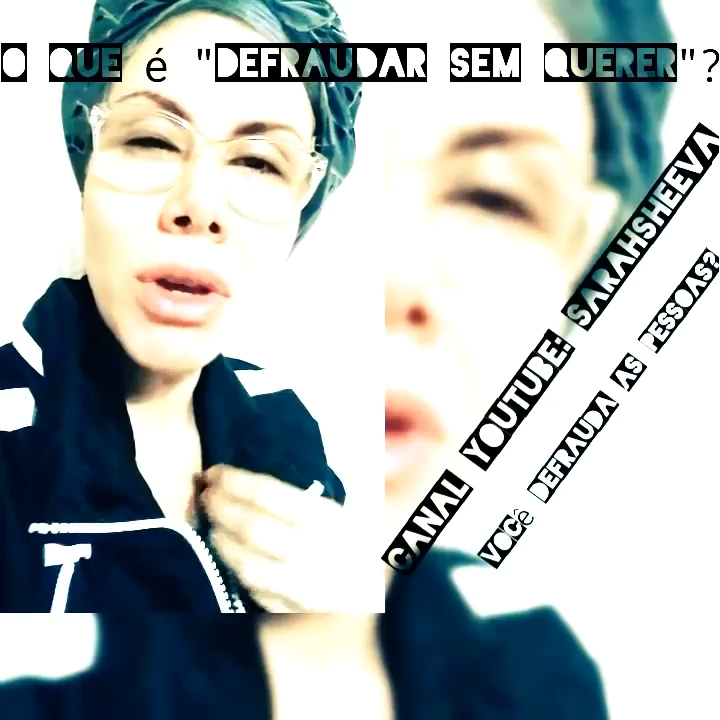 O QUE é "DEFRAUDAR SEM QUERER"?
CANAL YOUTUBE: SARAHSHEEVA
VOCê DEFRAUDA AS PESSOAS?